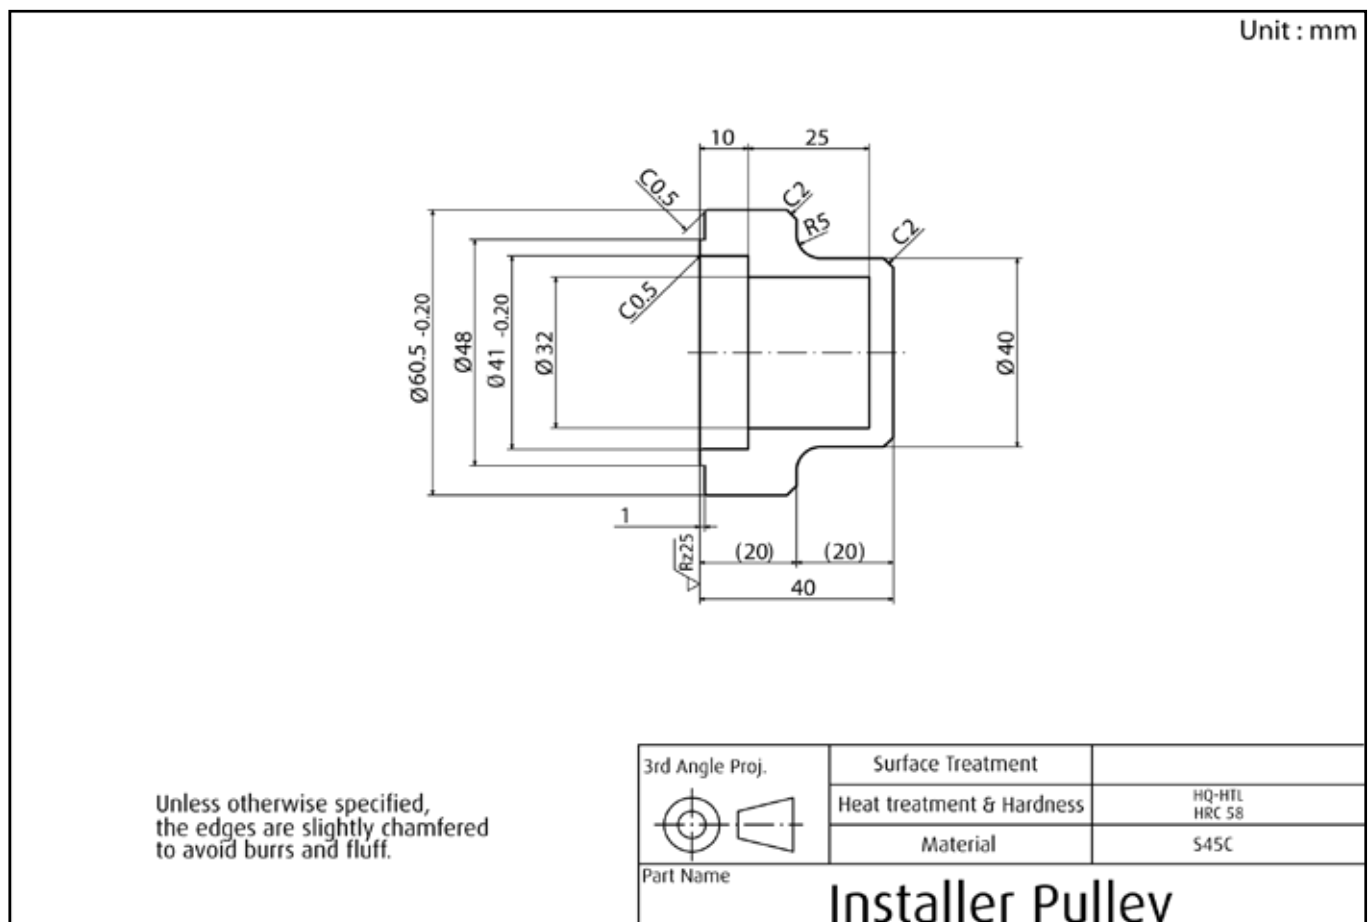 Unit : mm
10
25
C0.5
C2
R5
C2
C0.5
Ø60.5 -0.20
Ø48
Ø41 -0.20
Ø32
Ø40
1
Rz25
(20)
(20)
40
Unless otherwise specified,
the edges are slightly chamfered
to avoid burrs and fluff.
3rd Angle Proj.
Surface Treatment
Heat treatment & Hardness
HQ-HTL
HRC 58
Material
S45C
Part Name
Installer Pulley